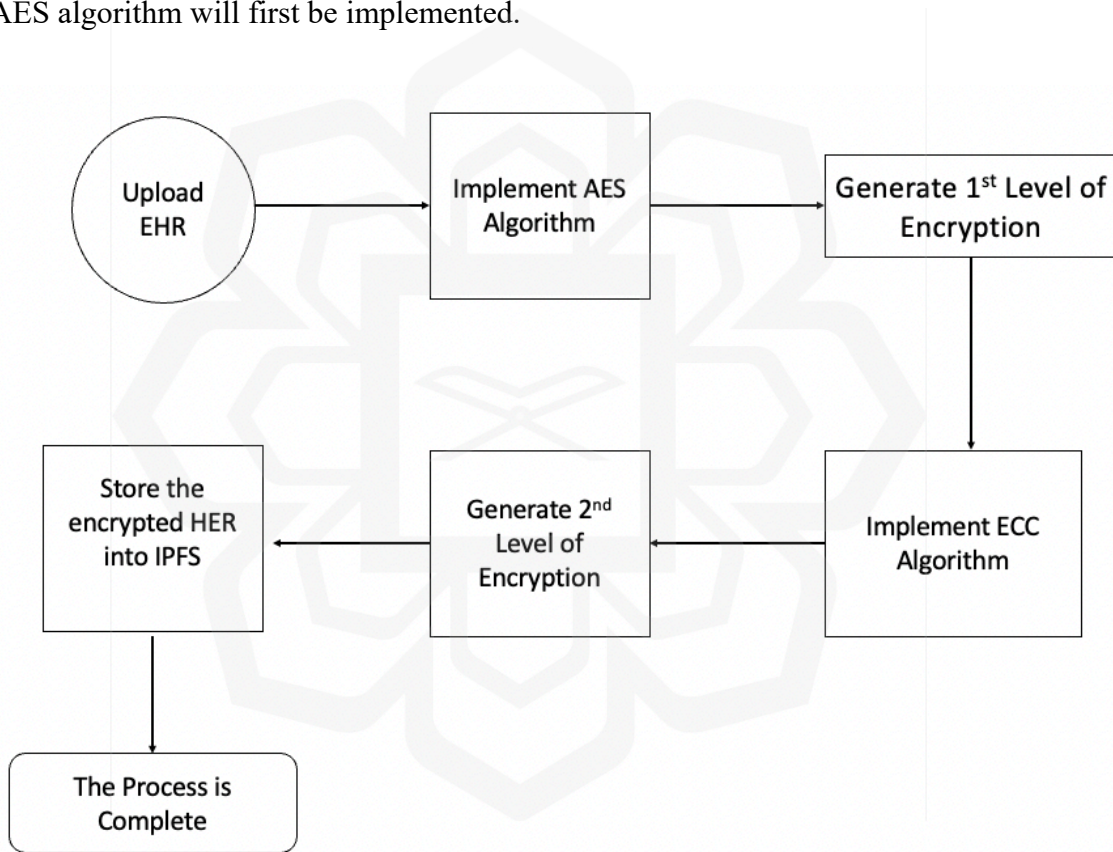 AES algorithm will first be implemented.
Upload
EHR
Implement AES
Algorithm
Generate 1st Level of
Encryption
Implement ECC
Algorithm
Generate 2nd
Level of
Encryption
Store the
encrypted HER
into IPFS
The Process is
Complete